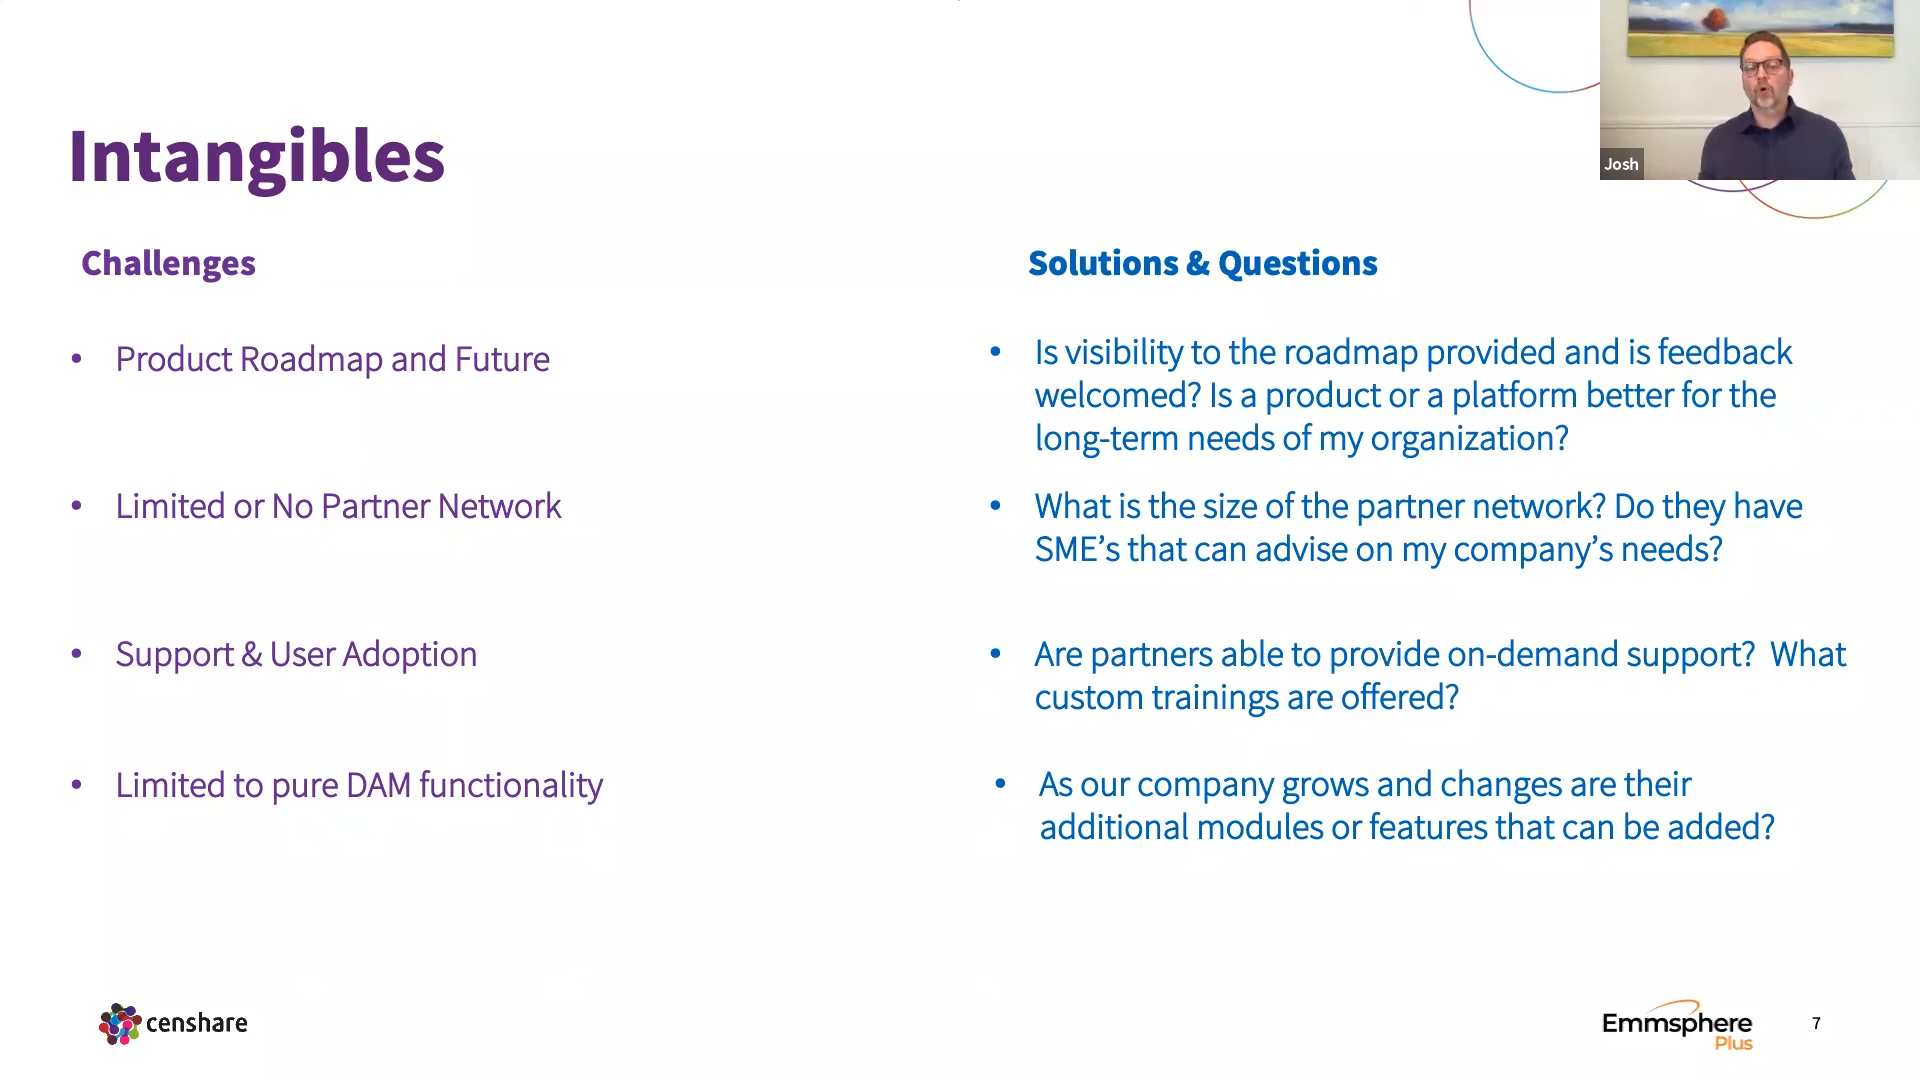 Josh
Intangibles
Challenges
Solutions & Questions
• Product Roadmap and Future
• Is visibility to the roadmap provided and is feedback
welcomed? Is a product or a platform better for the
long-term needs of my organization?
• Limited or No Partner Network
• What is the size of the partner network? Do they have
SME’s that can advise on my company’s needs?
• Support & User Adoption
• Are partners able to provide on-demand support?  What
custom trainings are offered?
• Limited to pure DAM functionality
• As our company grows and changes are their
additional modules or features that can be added?
censhare
Emmsphere
Plus
7